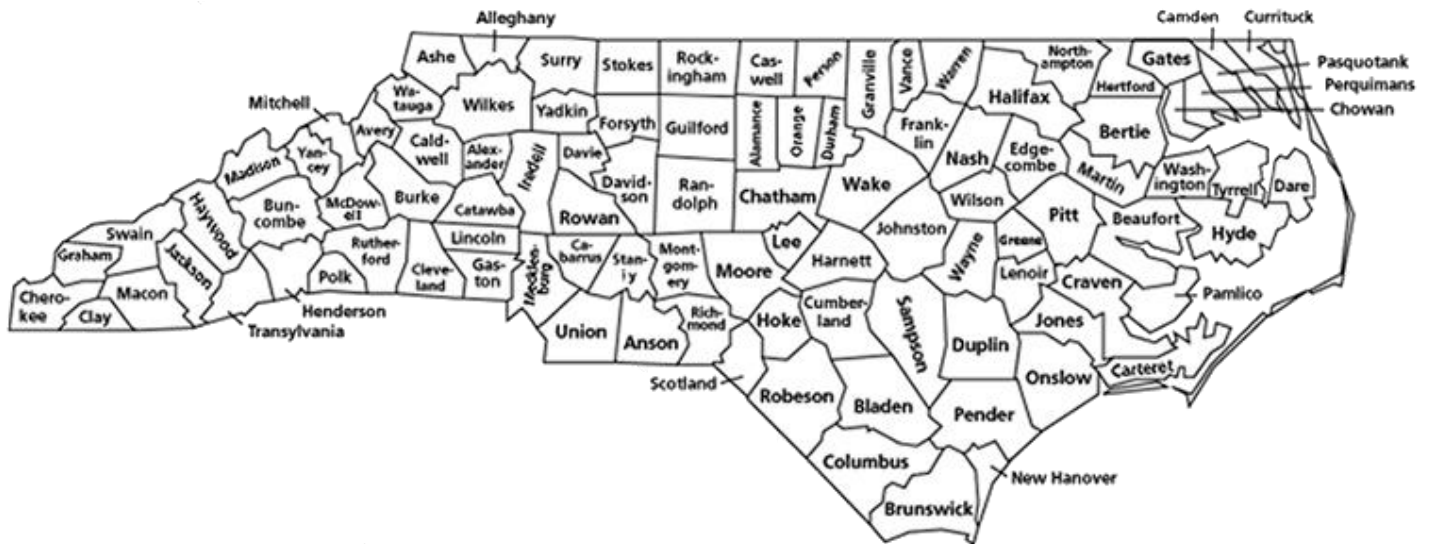 Alleghany
Camden
Currituck
Ashe
Surry
Stokes
Rock-
ingham
Cas-
well
Person
Granville
Vance
Warren
North-
ampton
Gates
Pasquotank
Hertford
Perquimans
Chowan
Mitchell
Wa-
tauga
Wilkes
Yadkin
Halifax
Avery
Cald-
well
Alex-
ander
Iredell
Davie
Forsyth
Guilford
Alamance
Orange
Durham
Frank-
lin
Nash
Edge-
combe
Bertie
Madison
Yan-
cey
McDow-
ell
Burke
Catawba
Rowan
David-
son
Ran-
dolph
Chatham
Wake
Wilson
Martin
Wash-
ington
Tyrrell
Dare
Haywood
Bun-
combe
Swain
Graham
Jackson
Ruther-
ford
Polk
Cleve-
land
Lincoln
Gas-
ton
Mecklen-
burg
Ca-
barrus
Stan-
ly
Mont-
gom-
ery
Moore
Lee
Harnett
Johnston
Wayne
Greene
Pitt
Beaufort
Hyde
Lenoir
Craven
Pamlico
Chero-
kee
Clay
Macon
Transylvania
Henderson
Union
Anson
Rich-
mond
Hoke
Cumber-
land
Sampson
Duplin
Jones
Onslow
Carteret
Scotland
Robeson
Bladen
Pender
Columbus
New Hanover
Brunswick